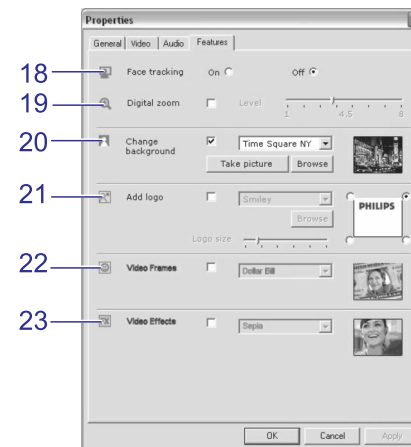 Properties
General Video Audio Features
18 Face tracking On Off
19 Digital zoom Level 1 4.5 8
20 Change background Time Square NY
Take picture Browse
21 Add logo Smiley
Browse
PHILIPS
Logo size
22 Video Frames Dollar Bill
23 Video Effects Sepia
OK Cancel Apply